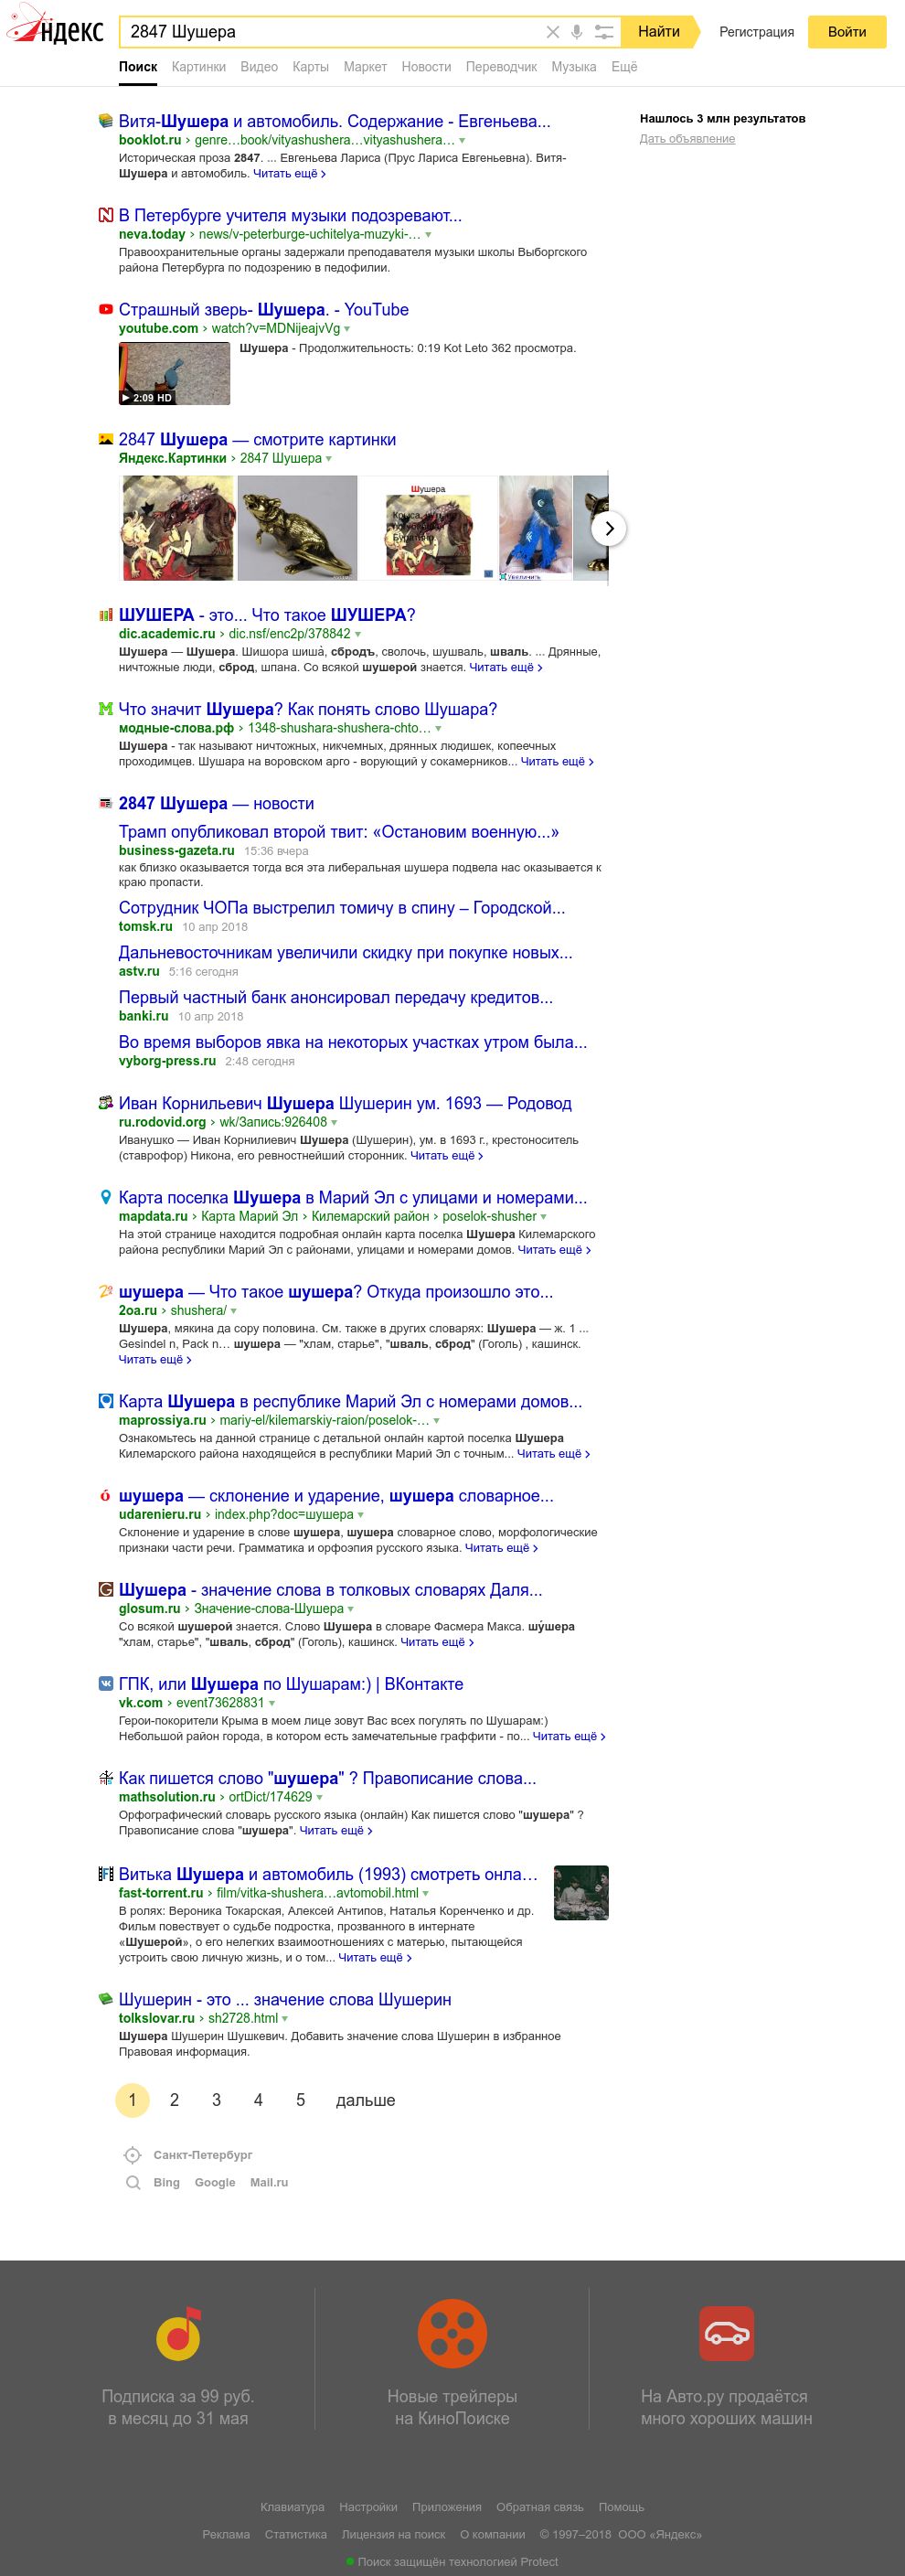 Яндекс
2847 Шушера
Найти
Регистрация
Войти
Поиск Картинки Видео Карты Маркет Новости Переводчик Музыка Ещё
Витя-Шушера и автомобиль. Содержание - Евгеньева...
booklot.ru › genre…book/vityashushera…vityashushera…
Историческая проза 2847. ... Евгеньева Лариса (Прус Лариса Евгеньевна). Витя-
Шушера и автомобиль. Читать ещё ›
Нашлось 3 млн результатов
Дать объявление
В Петербурге учителя музыки подозревают...
neva.today › news/v-peterburge-uchitelya-muzyki-…
Правоохранительные органы задержали преподавателя музыки школы Выборгского
района Петербурга по подозрению в педофилии.
Страшный зверь- Шушера. - YouTube
youtube.com › watch?v=MDNijeajvVg
Шушера - Продолжительность: 0:19 Kot Leto 362 просмотра.
2:09 HD
2847 Шушера — смотрите картинки
Яндекс.Картинки › 2847 Шушера
Шушера
Увеличить
ШУШЕРА - это... Что такое ШУШЕРА?
dic.academic.ru › dic.nsf/enc2p/378842
Шушера — Шушера. Шишора шиша́, сбродъ, сволочь, шушваль, шваль. ... Дрянные,
ничтожные люди, сброд, шпана. Со всякой шушерой знается. Читать ещё ›
Что значит Шушера? Как понять слово Шушара?
модные-слова.рф › 1348-shushara-shushera-chto…
Шушера - так называют ничтожных, никчемных, дрянных людишек, копеечных
проходимцев. Шушара на воровском арго - ворующий у сокамерников... Читать ещё ›
2847 Шушера — новости
Трамп опубликовал второй твит: «Остановим военную...»
business-gazeta.ru 15:36 вчера
как близко оказывается тогда вся эта либеральная шушера подвела нас оказывается к
краю пропасти.
Сотрудник ЧОПа выстрелил томичу в спину – Городской...
tomsk.ru 10 апр 2018
Дальневосточникам увеличили скидку при покупке новых...
astv.ru 5:16 сегодня
Первый частный банк анонсировал передачу кредитов...
banki.ru 10 апр 2018
Во время выборов явка на некоторых участках утром была...
vyborg-press.ru 2:48 сегодня
Иван Корнильевич Шушера Шушерин ум. 1693 — Родовод
ru.rodovid.org › wk/Запись:926408
Иванушко — Иван Корнилиевич Шушера (Шушерин), ум. в 1693 г., крестоноситель
(ставрофор) Никона, его ревностнейший сторонник. Читать ещё ›
Карта поселка Шушера в Марий Эл с улицами и номерами...
mapdata.ru › Карта Марий Эл › Килемарский район › poselok-shusher
На этой странице находится подробная онлайн карта поселка Шушера Килемарского
района республики Марий Эл с районами, улицами и номерами домов. Читать ещё ›
шушера — Что такое шушера? Откуда произошло это...
2oa.ru › shushera/
Шушера, мякина да сору половина. См. также в других словарях: Шушера — ж. 1 ...
Gesindel n, Pack n… шушера — "хлам, старье", "шваль, сброд" (Гоголь) , кашинск.
Читать ещё ›
Карта Шушера в республике Марий Эл с номерами домов...
maprossiya.ru › mariy-el/kilemarskiy-raion/poselok-…
Ознакомьтесь на данной странице с детальной онлайн картой поселка Шушера
Килемарского района находящейся в республики Марий Эл с точным... Читать ещё ›
шушера — склонение и ударение, шушера словарное...
udarenieru.ru › index.php?doc=шушера
Склонение и ударение в слове шушера, шушера словарное слово, морфологические
признаки части речи. Грамматика и орфоэпия русского языка. Читать ещё ›
Шушера - значение слова в толковых словарях Даля...
glosum.ru › Значение-слова-Шушера
Со всякой шушерой знается. Слово Шушера в словаре Фасмера Макса. шу́шера
"хлам, старье", "шваль, сброд" (Гоголь), кашинск. Читать ещё ›
ГПК, или Шушера по Шушарам:) | ВКонтакте
vk.com › event73628831
Герои-покорители Крыма в моем лице зовут Вас всех погулять по Шушарам:)
Небольшой район города, в котором есть замечательные граффити - по... Читать ещё ›
Как пишется слово "шушера" ? Правописание слова...
mathsolution.ru › ortDict/174629
Орфографический словарь русского языка (онлайн) Как пишется слово "шушера" ?
Правописание слова "шушера". Читать ещё ›
Витька Шушера и автомобиль (1993) смотреть онла…
fast-torrent.ru › film/vitka-shushera…avtomobil.html
В ролях: Вероника Токарская, Алексей Антипов, Наталья Коренченко и др.
Фильм повествует о судьбе подростка, прозванного в интернате
«Шушерой», о его нелегких взаимоотношениях с матерью, пытающейся
устроить свою личную жизнь, и о том... Читать ещё ›
Шушерин - это ... значение слова Шушерин
tolkslovar.ru › sh2728.html
Шушера Шушерин Шушкевич. Добавить значение слова Шушерин в избранное
Правовая информация.
1 2 3 4 5 дальше
Санкт-Петербург
Bing Google Mail.ru
Подписка за 99 руб.
в месяц до 31 мая
Новые трейлеры
на КиноПоиске
На Авто.ру продаётся
много хороших машин
Клавиатура Настройки Приложения Обратная связь Помощь
Реклама Статистика Лицензия на поиск О компании © 1997–2018 ООО «Яндекс»
Поиск защищён технологией Protect